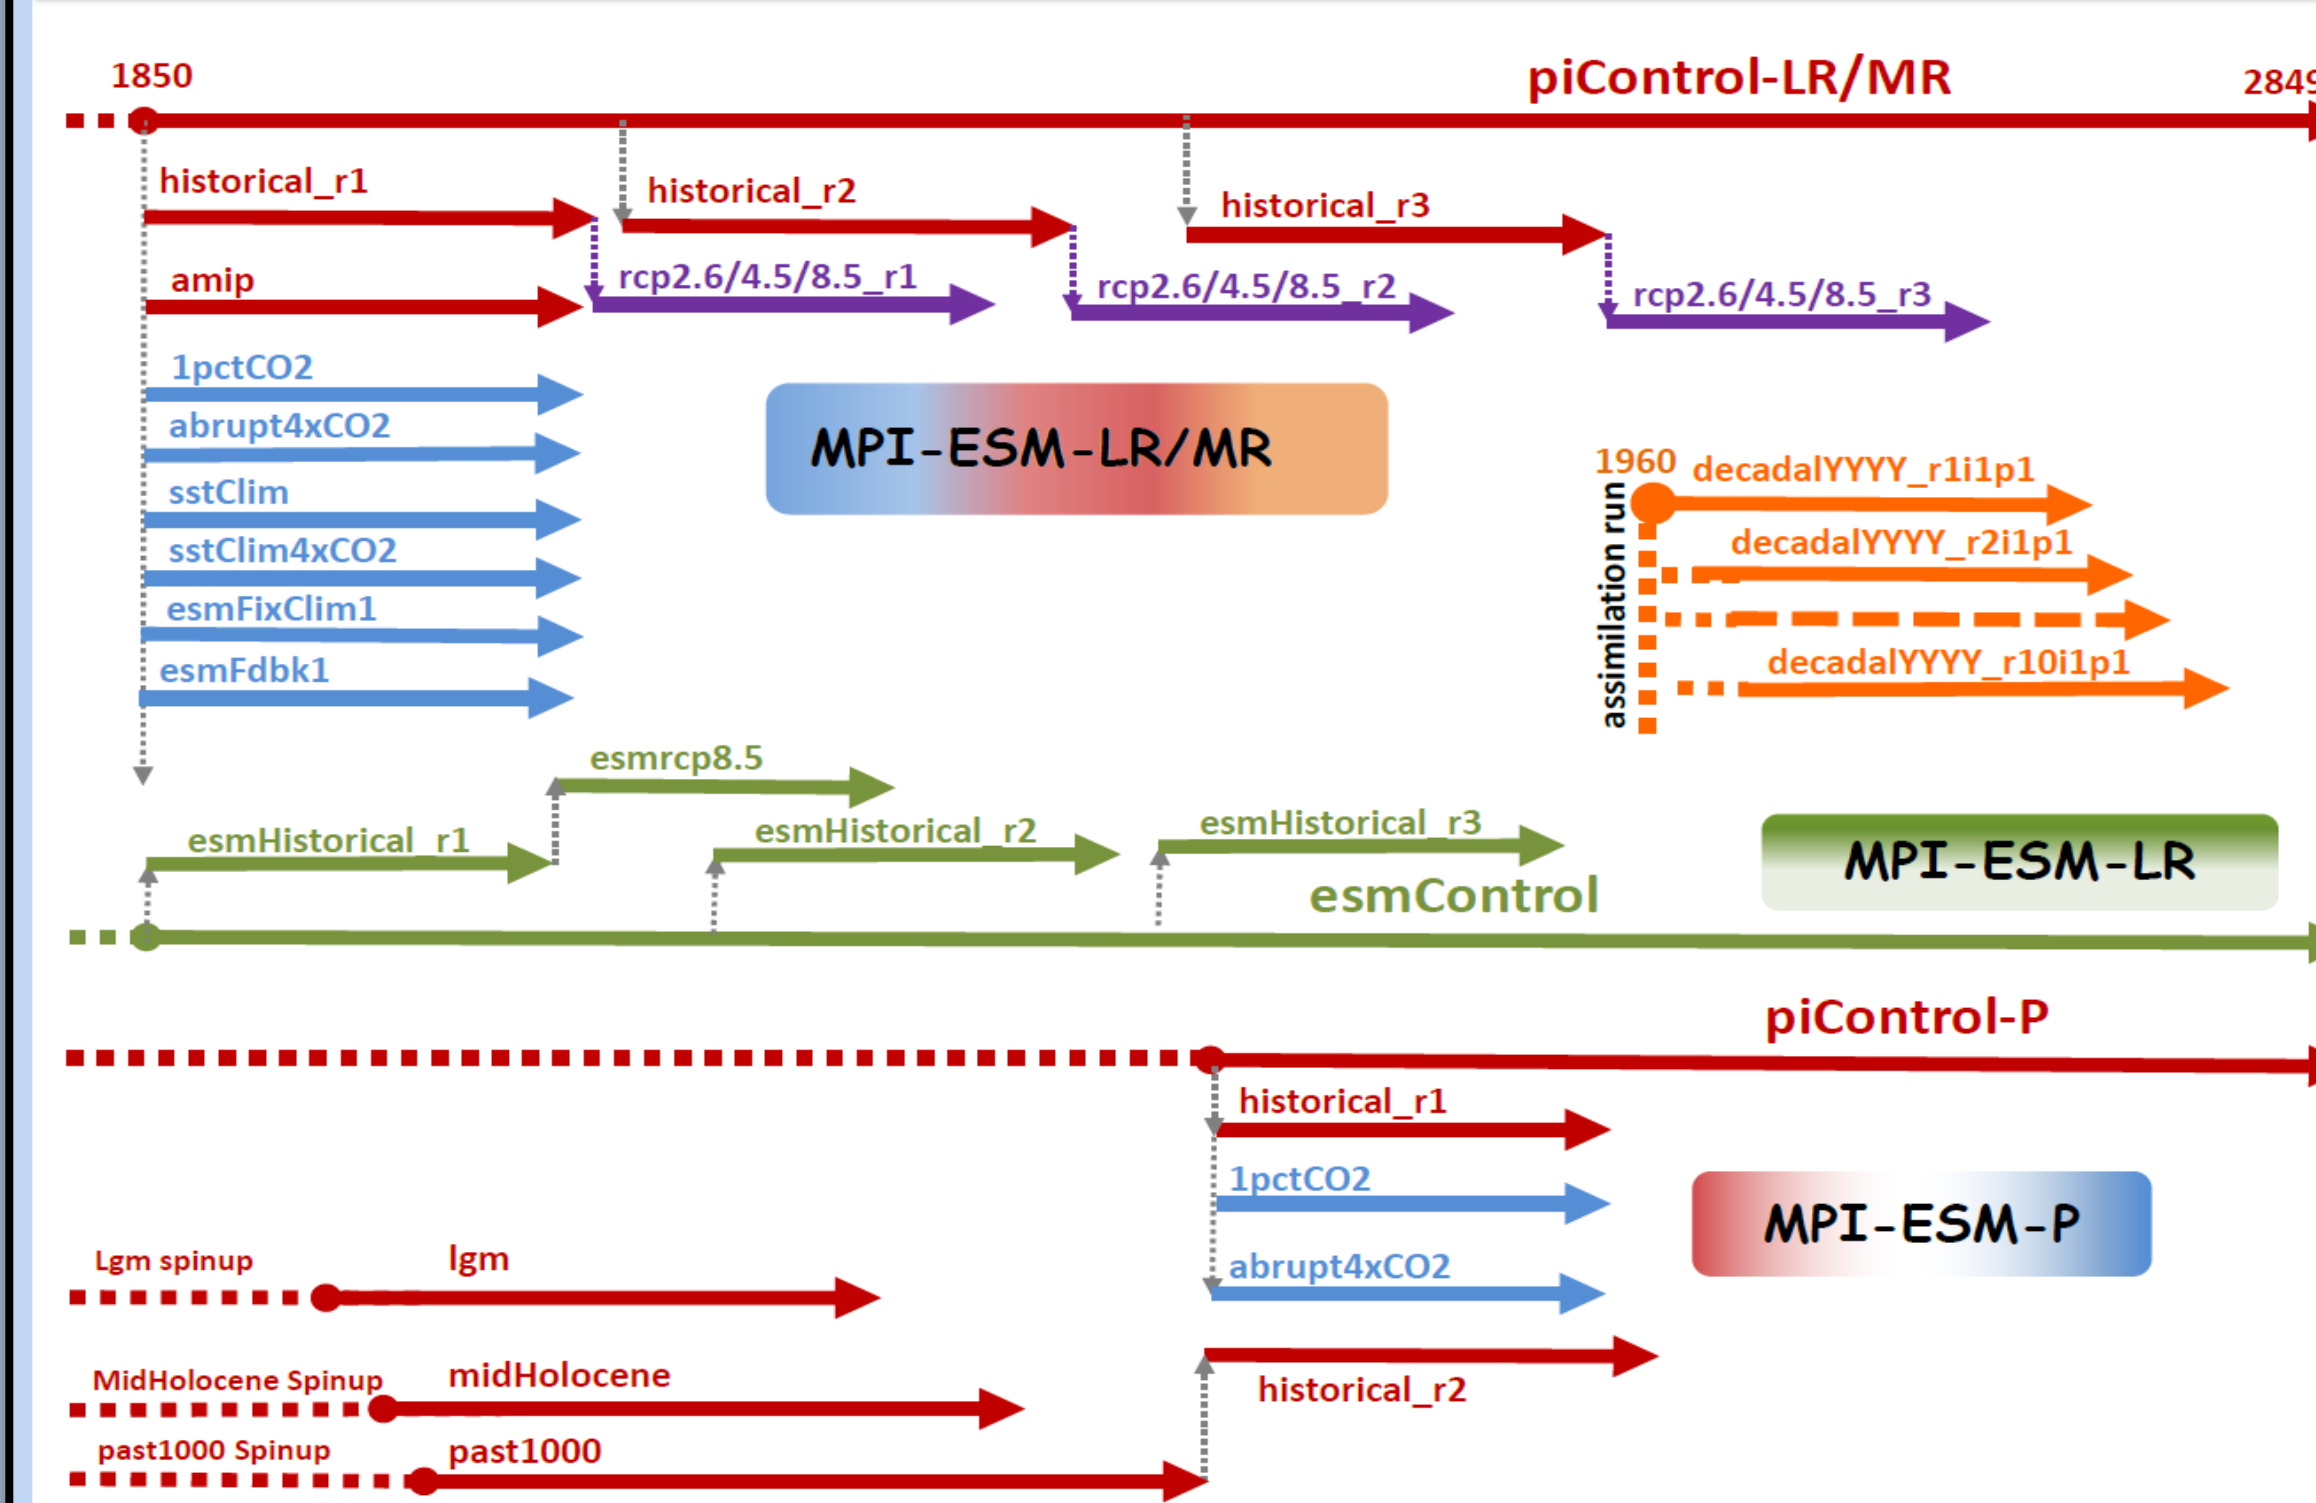 1850
piControl-LR/MR
2849
historical_r1
historical_r2
historical_r3
amip
rcp2.6/4.5/8.5_r1
rcp2.6/4.5/8.5_r2
rcp2.6/4.5/8.5_r3
1pctCO2
abrupt4xCO2
MPI-ESM-LR/MR
sstClim
sstClim4xCO2
esmFixClim1
esmFdbk1
1960
assimilation run
decadalYYYY_r1i1p1
decadalYYYY_r2i1p1
decadalYYYY_r10i1p1
esmrcp8.5
esmHistorical_r1
esmHistorical_r2
esmHistorical_r3
MPI-ESM-LR
esmControl
piControl-P
historical_r1
1pctCO2
MPI-ESM-P
abrupt4xCO2
Lgm spinup
lgm
MidHolocene Spinup
midHolocene
historical_r2
past1000 Spinup
past1000